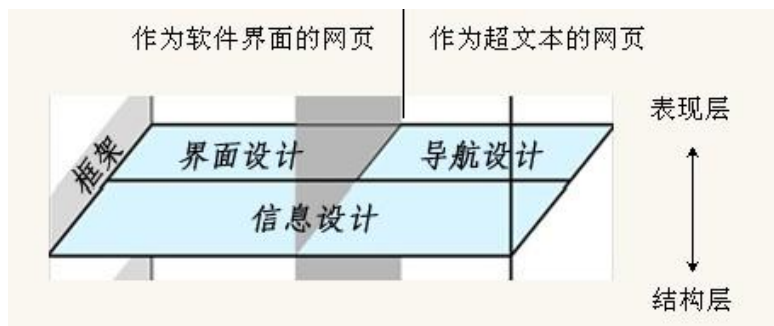 作为软件界面的网页 作为超文本的网页
表现层
框架
界面设计 导航设计
信息设计
结构层